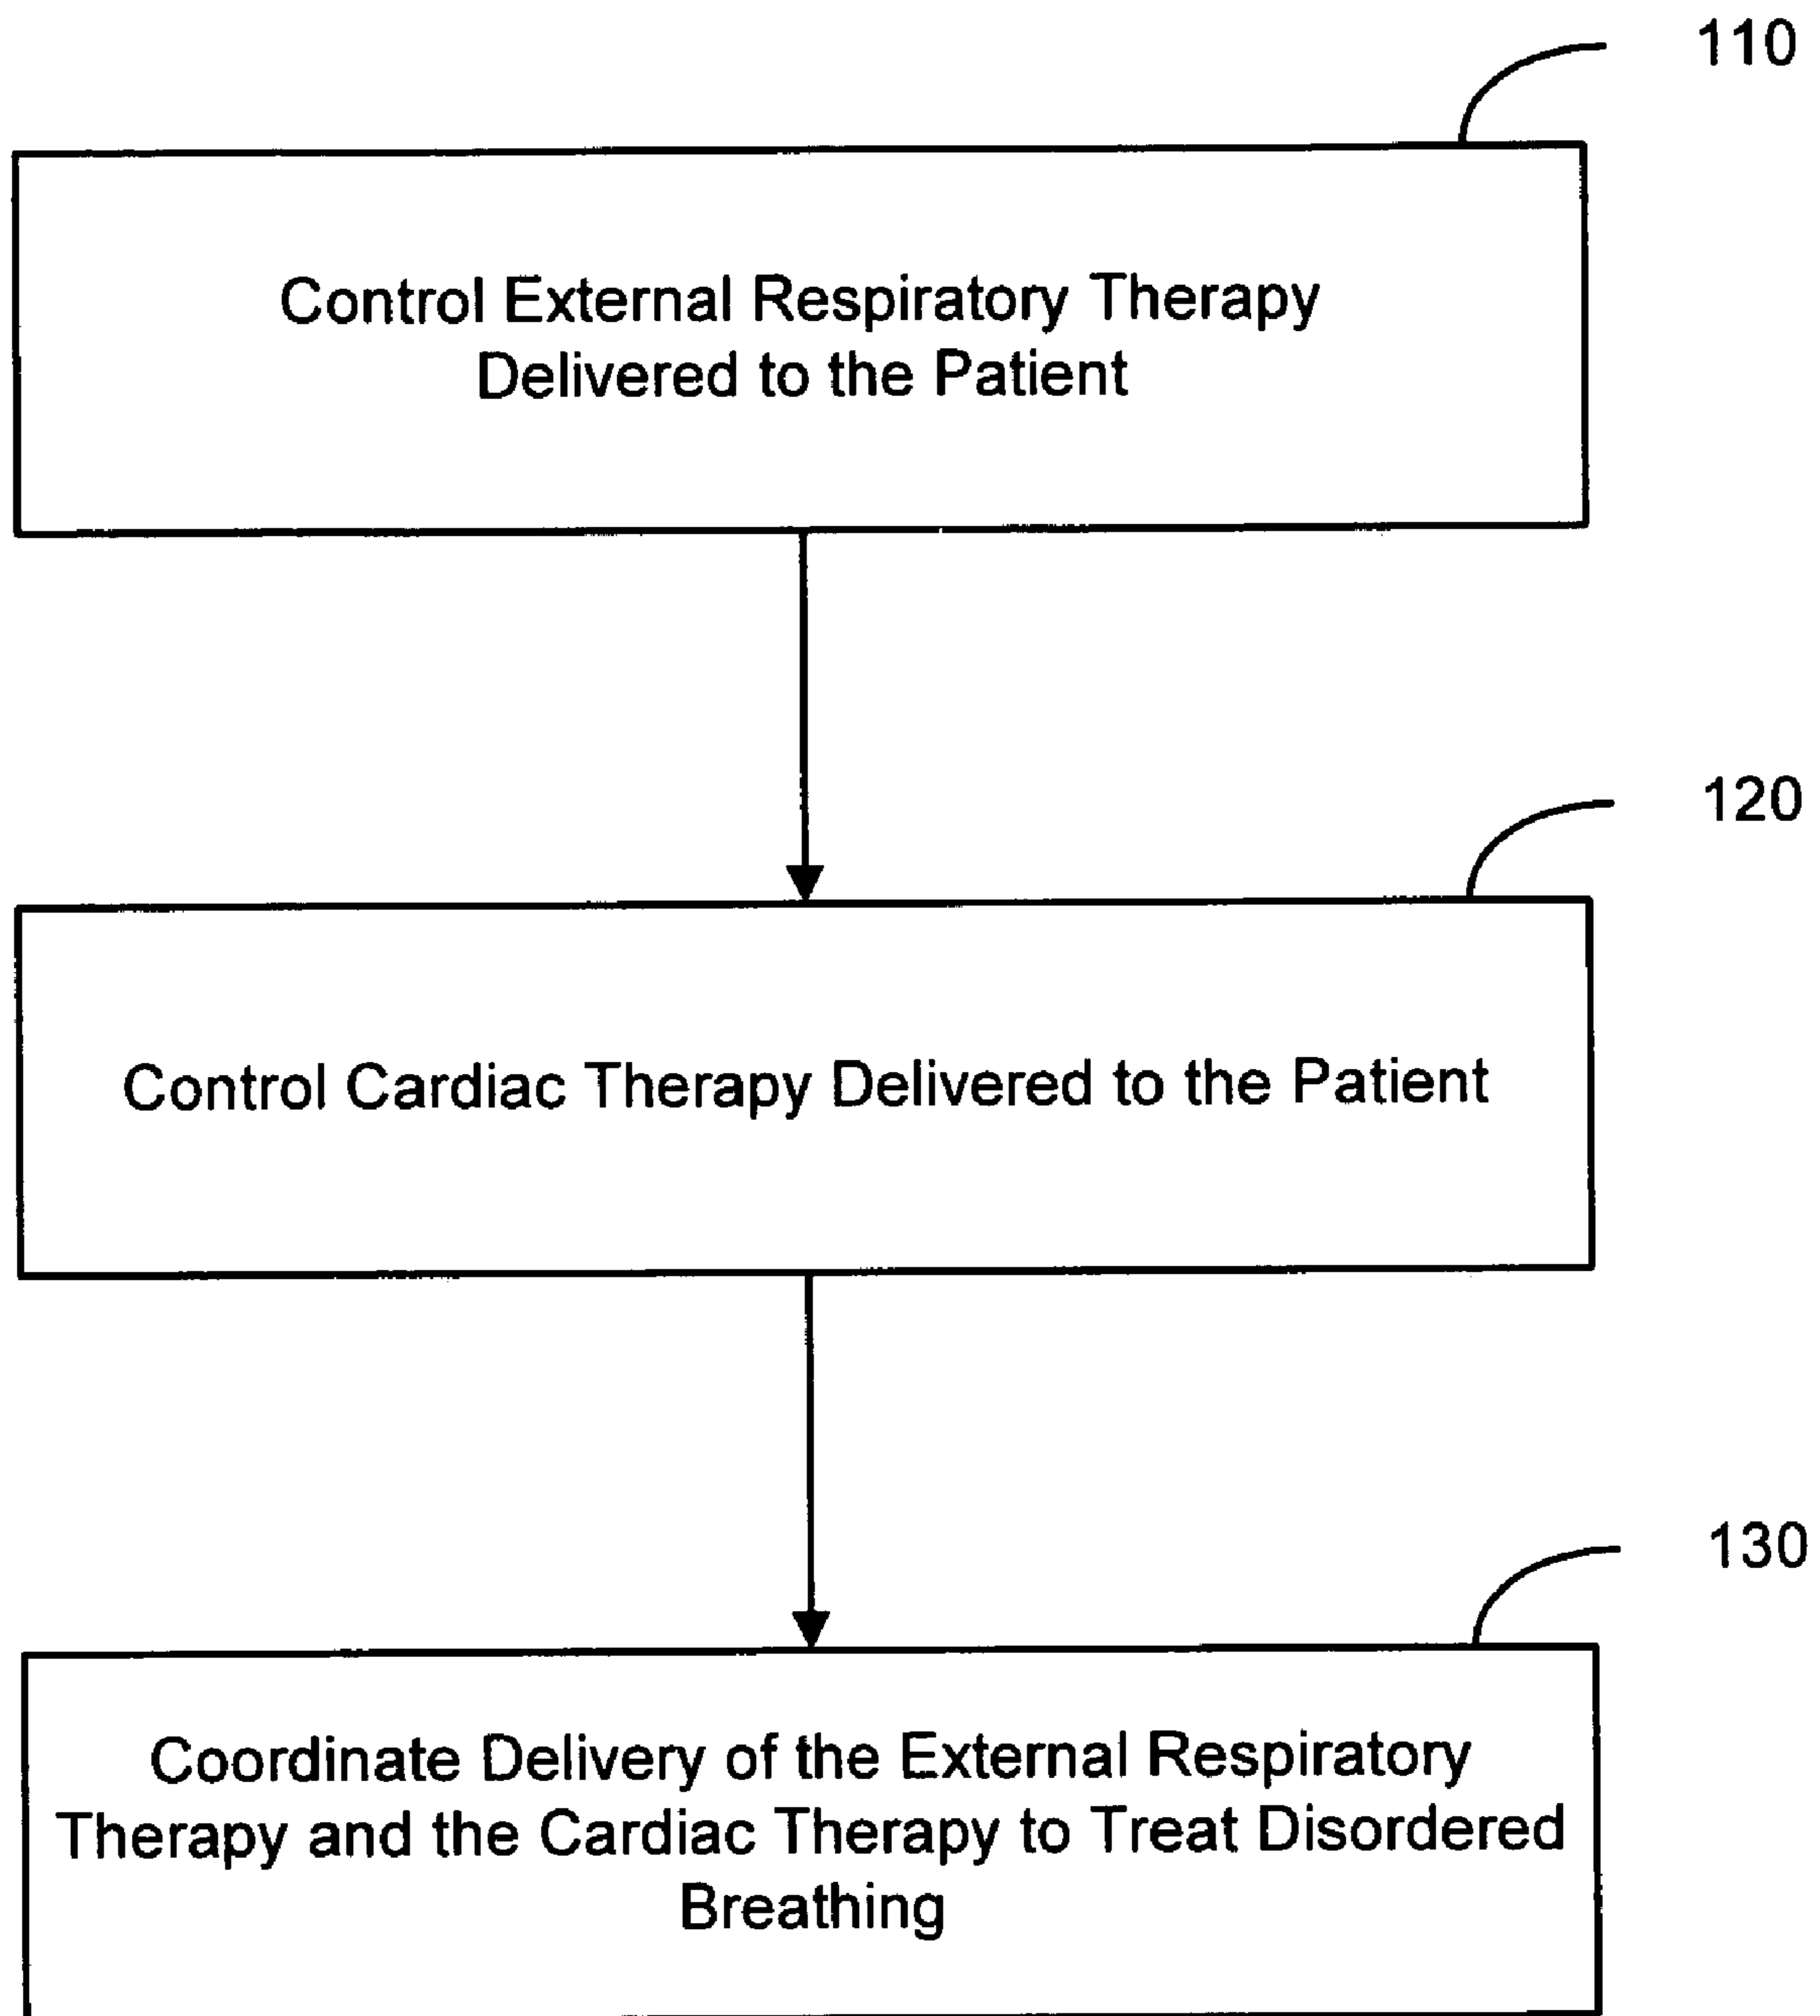 110
Control External Respiratory Therapy
Delivered to the Patient
120
Control Cardiac Therapy Delivered to the Patient
130
Coordinate Delivery of the External Respiratory
Therapy and the Cardiac Therapy to Treat Disordered
Breathing